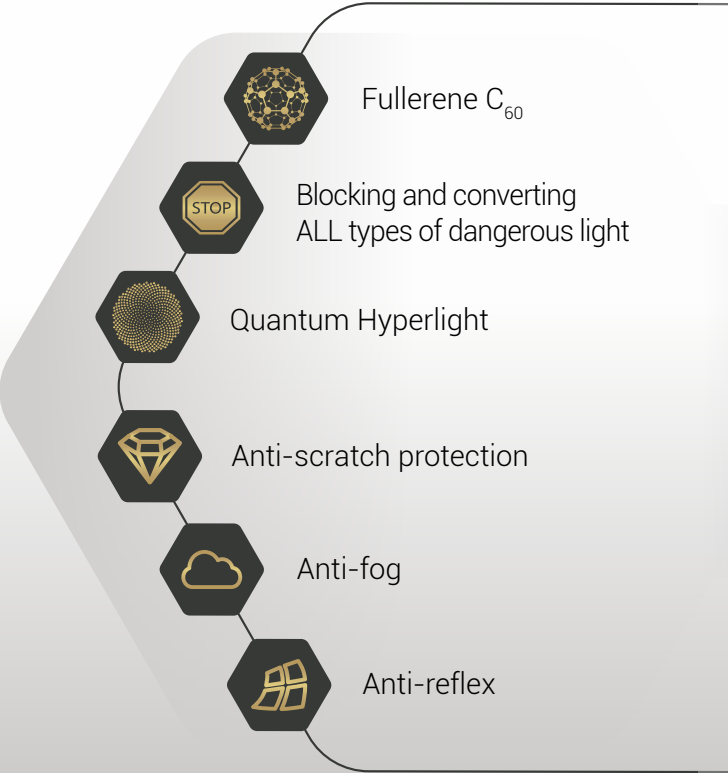 Fullerene C₆₀
STOP
Blocking and converting
ALL types of dangerous light
Quantum Hyperlight
Anti-scratch protection
Anti-fog
Anti-reflex